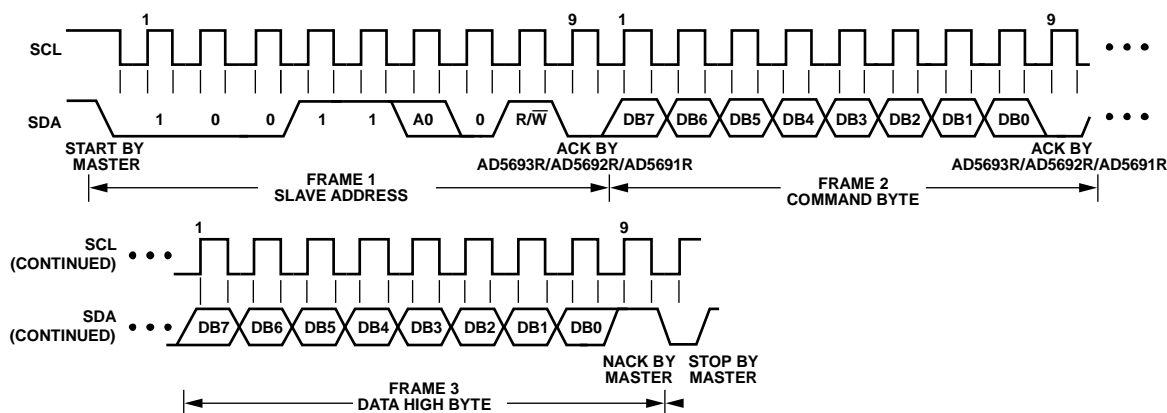 1 9 1 9
SCL
SDA
1 0 0 1 1 A0 0 R/W̅ DB7 DB6 DB5 DB4 DB3 DB2 DB1 DB0
START BY
MASTER
ACK BY
AD5693R/AD5692R/AD5691R
ACK BY
AD5693R/AD5692R/AD5691R
FRAME 1
SLAVE ADDRESS
FRAME 2
COMMAND BYTE
1 9
SCL
(CONTINUED)
SDA
(CONTINUED)
DB7 DB6 DB5 DB4 DB3 DB2 DB1 DB0
NACK BY
MASTER
STOP BY
MASTER
FRAME 3
DATA HIGH BYTE